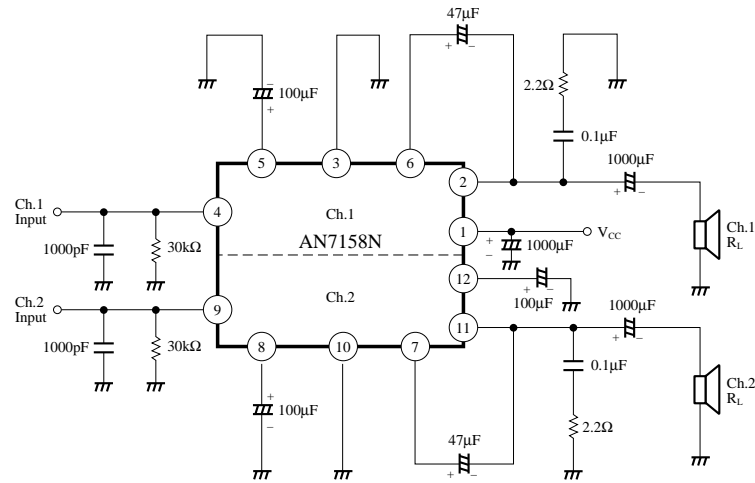 47μF
+ −
−
100μF
+
2.2Ω
0.1μF
1000μF
+ −
5
3
6
2
Ch.1
Input
4
Ch.1
1
+
−
1000μF
VCC
Ch.1
RL
1000pF
30kΩ
AN7158N
12
+ −
100μF
Ch.2
Input
9
Ch.2
11
1000μF
+ −
1000pF
30kΩ
8
10
7
+
100μF
−
0.1μF
2.2Ω
Ch.2
RL
47μF
+ −